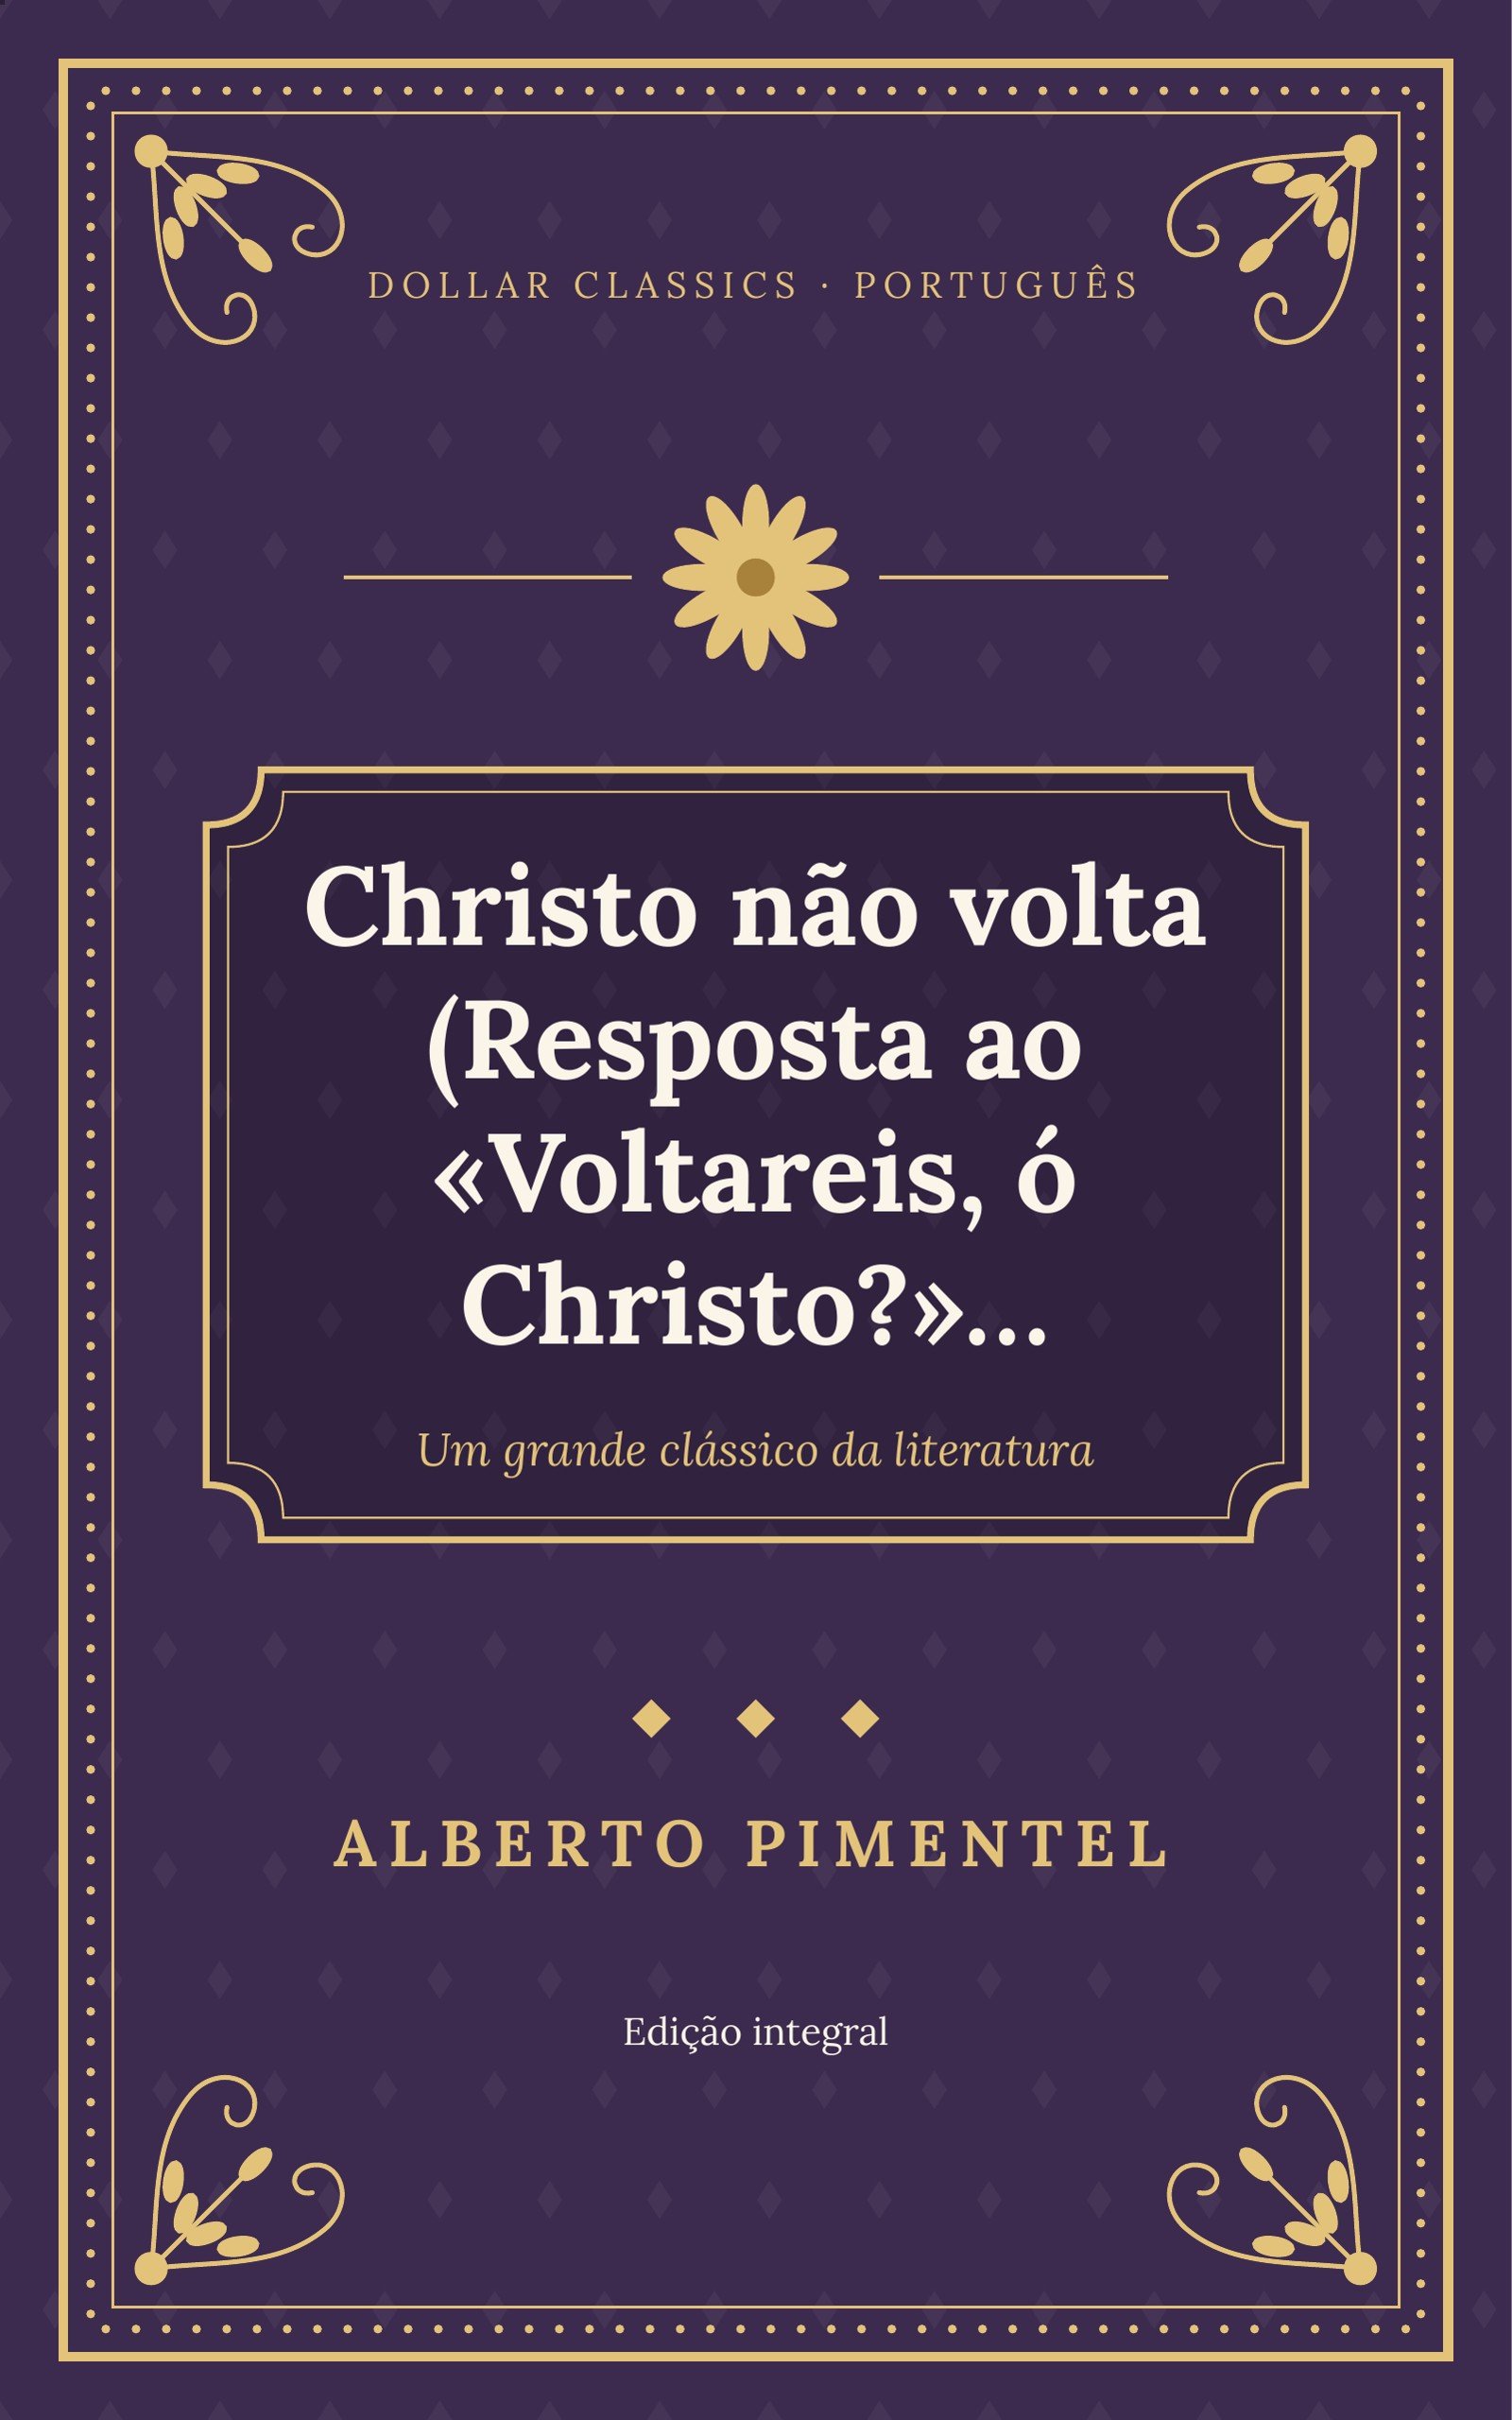 DOLLAR CLASSICS · PORTUGUÊS
Christo não volta
(Resposta ao
«Voltareis, ó
Christo?»...
Um grande clássico da literatura
ALBERTO PIMENTEL
Edição integral